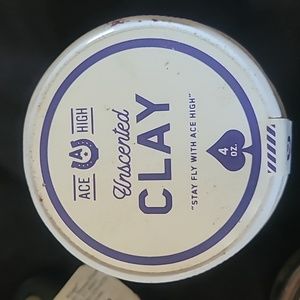 ACE A HIGH
Unscented
CLAY
"STAY FLY WITH ACE HIGH"
4
OZ.